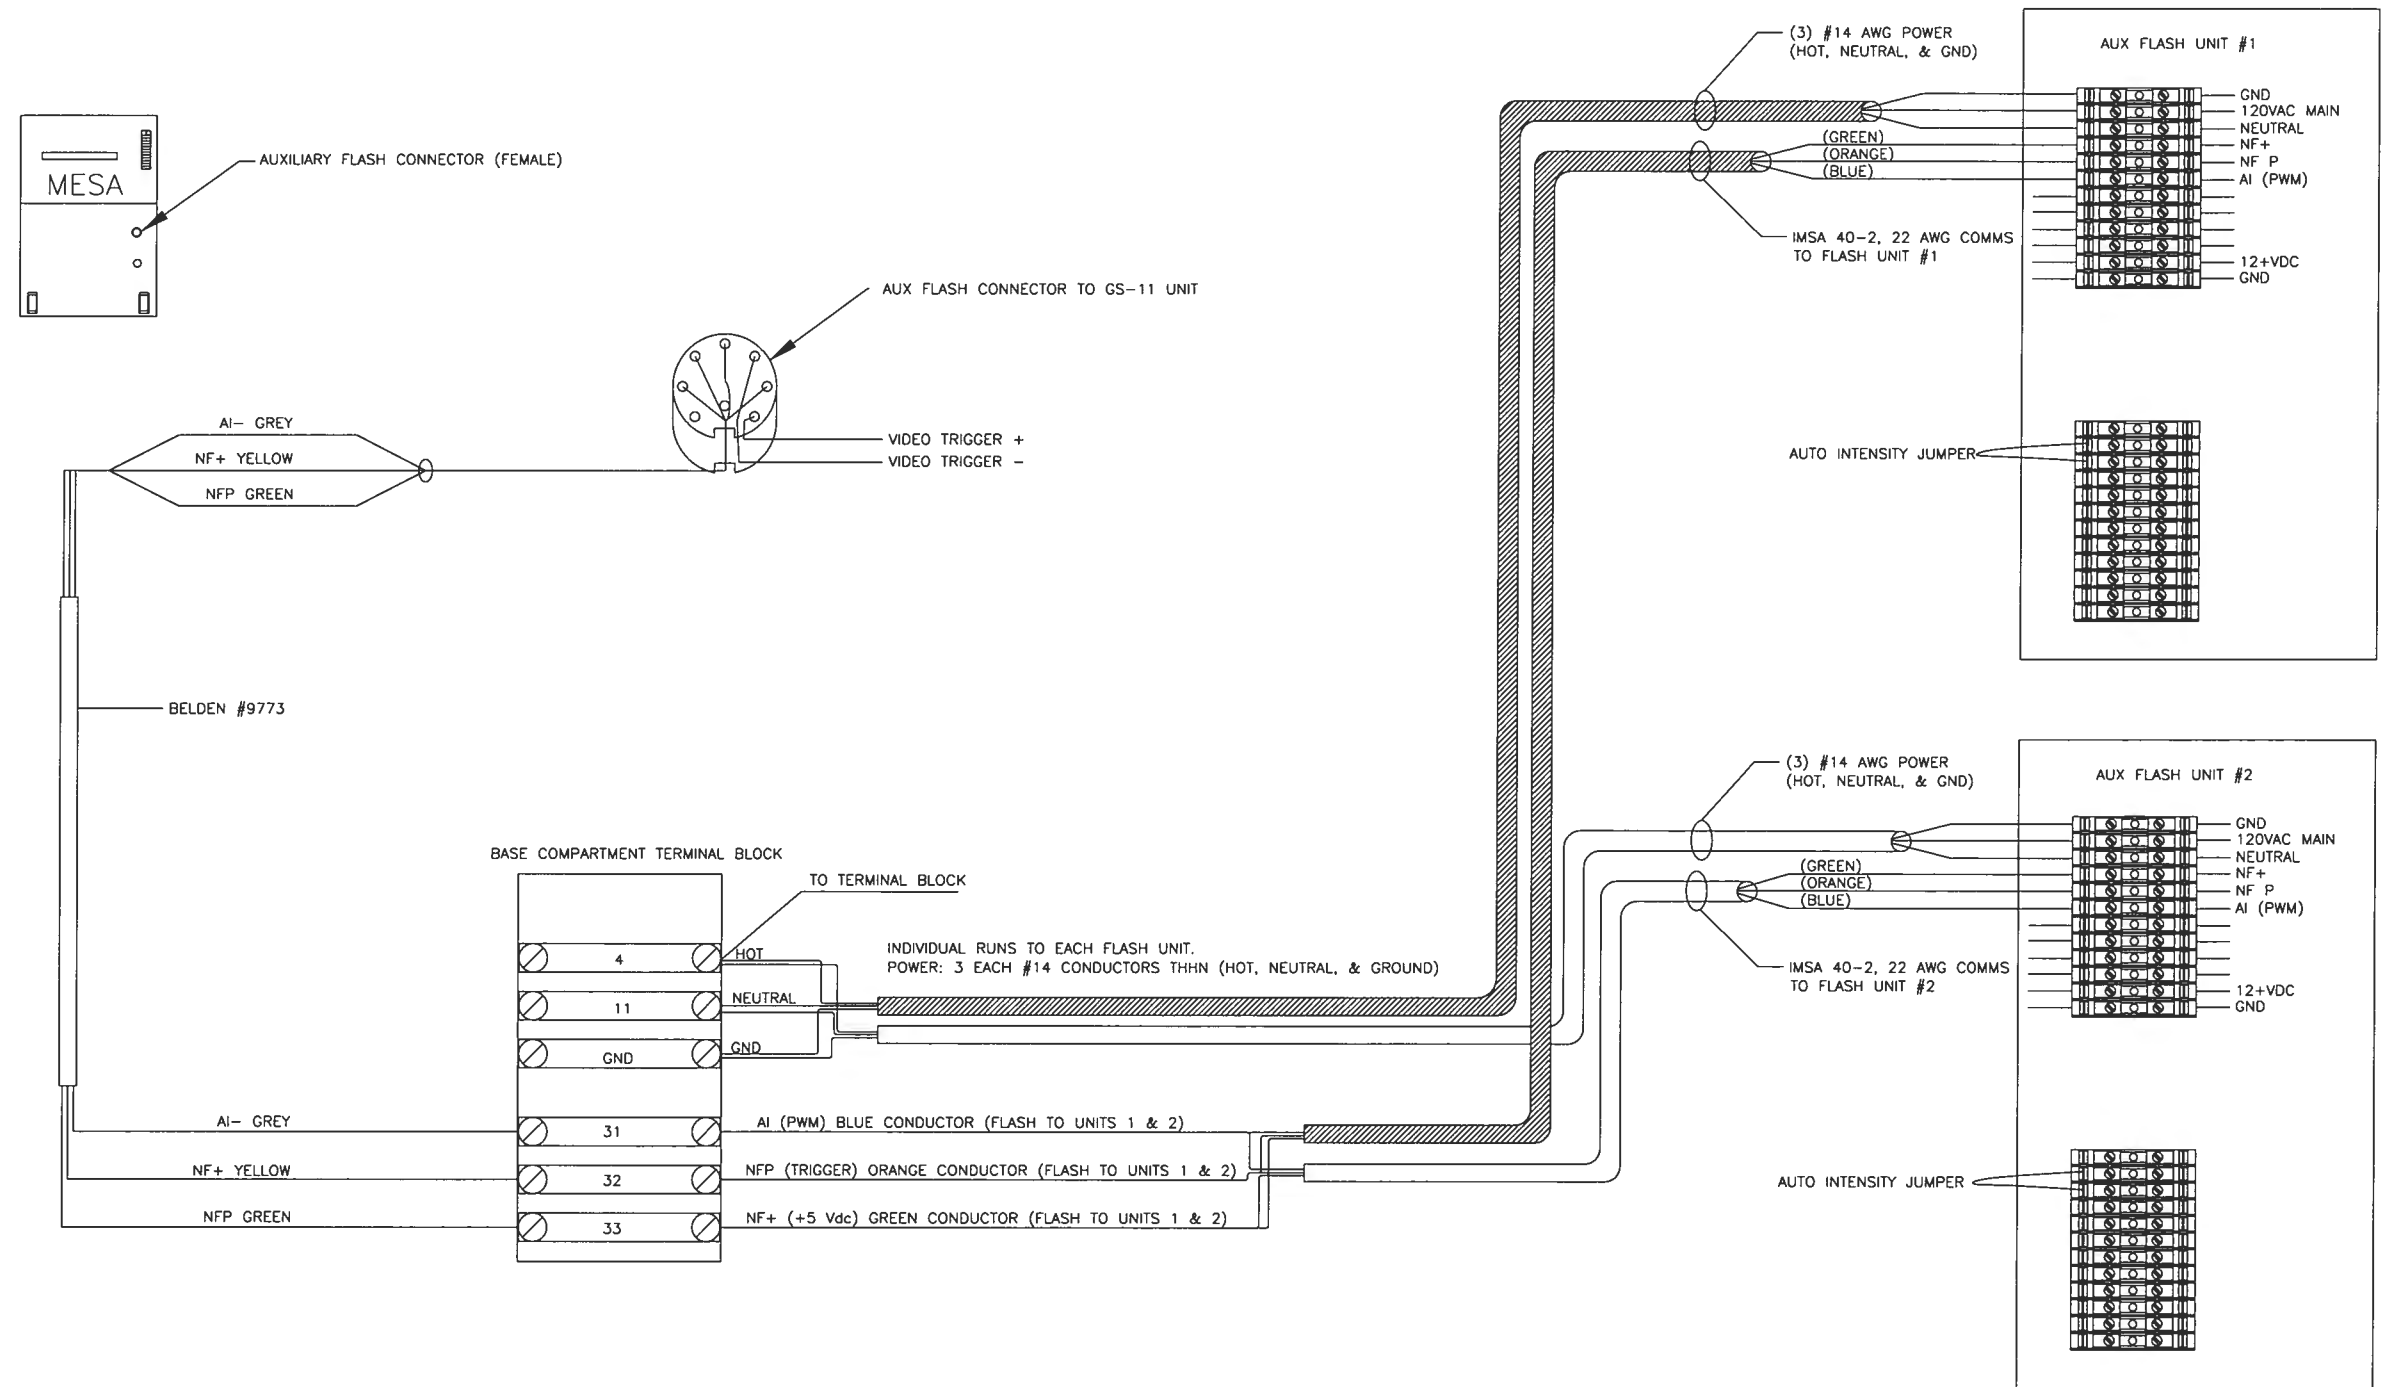 MESA
AUXILIARY FLASH CONNECTOR (FEMALE)
AUX FLASH CONNECTOR TO GS-11 UNIT
VIDEO TRIGGER +
VIDEO TRIGGER -
AI- GREY
NF+ YELLOW
NFP GREEN
BELDEN #9773
(3) #14 AWG POWER
(HOT, NEUTRAL, & GND)
AUX FLASH UNIT #1
GND
120VAC MAIN
NEUTRAL
NF+
NF P
AI (PWM)
12+VDC
GND
(GREEN)
(ORANGE)
(BLUE)
IMSA 40-2, 22 AWG COMMS
TO FLASH UNIT #1
AUTO INTENSITY JUMPER
BASE COMPARTMENT TERMINAL BLOCK
TO TERMINAL BLOCK
4
HOT
11
NEUTRAL
GND
GND
INDIVIDUAL RUNS TO EACH FLASH UNIT.
POWER: 3 EACH #14 CONDUCTORS THHN (HOT, NEUTRAL, & GROUND)
AI- GREY
31
AI (PWM) BLUE CONDUCTOR (FLASH TO UNITS 1 & 2)
NF+ YELLOW
32
NFP (TRIGGER) ORANGE CONDUCTOR (FLASH TO UNITS 1 & 2)
NFP GREEN
33
NF+ (+5 Vdc) GREEN CONDUCTOR (FLASH TO UNITS 1 & 2)
(3) #14 AWG POWER
(HOT, NEUTRAL, & GND)
AUX FLASH UNIT #2
GND
120VAC MAIN
NEUTRAL
NF+
NF P
AI (PWM)
12+VDC
GND
(GREEN)
(ORANGE)
(BLUE)
IMSA 40-2, 22 AWG COMMS
TO FLASH UNIT #2
AUTO INTENSITY JUMPER